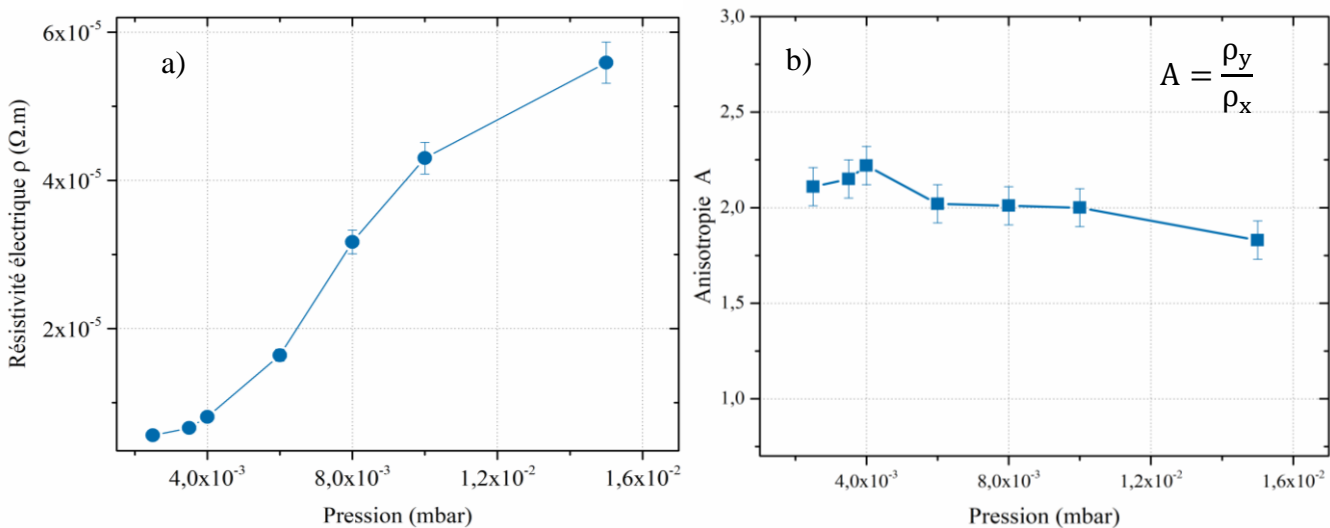 a)
Résistivité électrique ρ (Ω.m)
6x10⁻⁵
4x10⁻⁵
2x10⁻⁵
4,0x10⁻³ 8,0x10⁻³ 1,2x10⁻² 1,6x10⁻²
Pression (mbar)
b)
A = ρy/ρx
Anisotropie A
3,0
2,5
2,0
1,5
1,0
4,0x10⁻³ 8,0x10⁻³ 1,2x10⁻² 1,6x10⁻²
Pression (mbar)